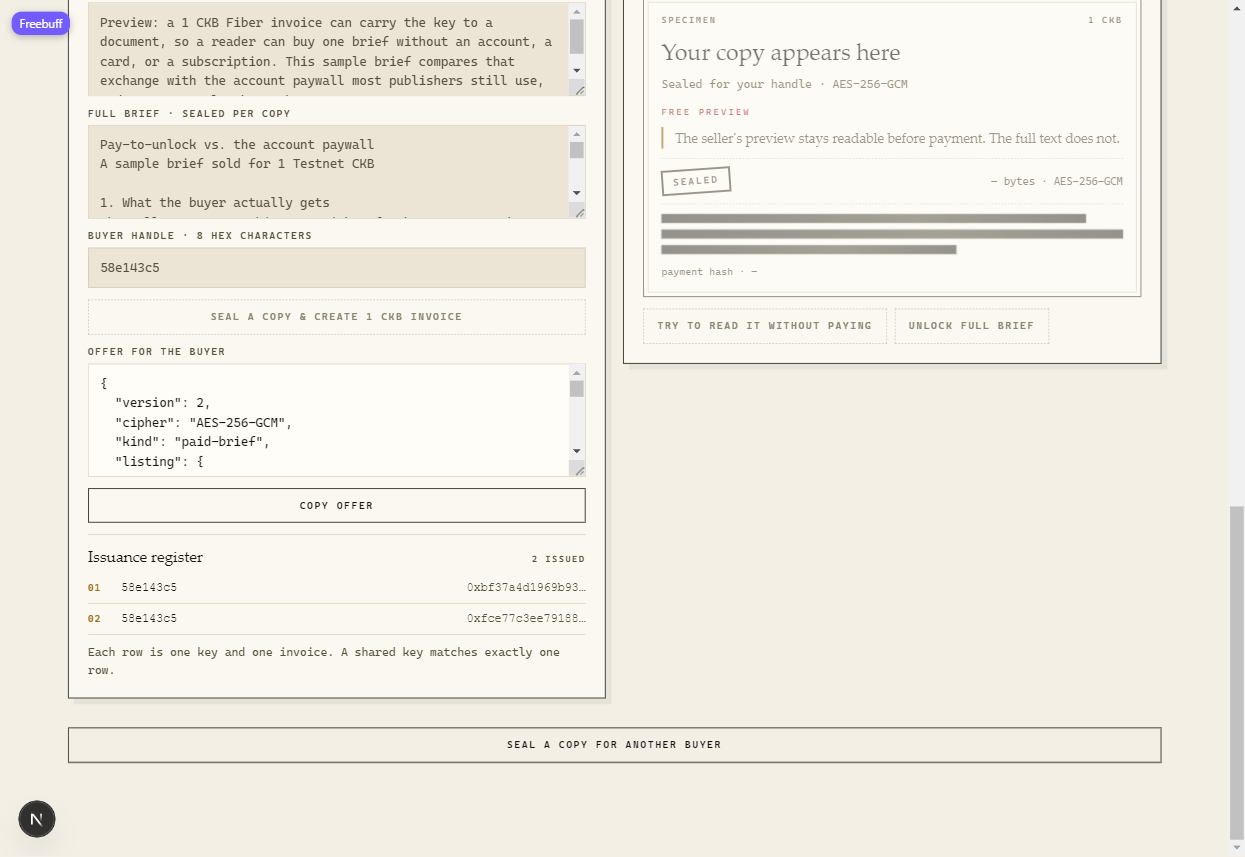 Freebuff
Preview: a 1 CKB Fiber invoice can carry the key to a
document, so a reader can buy one brief without an account, a
card, or a subscription. This sample brief compares that
exchange with the account paywall most publishers still use,
FULL BRIEF · SEALED PER COPY
Pay-to-unlock vs. the account paywall
A sample brief sold for 1 Testnet CKB
1. What the buyer actually gets
BUYER HANDLE · 8 HEX CHARACTERS
58e143c5
SEAL A COPY & CREATE 1 CKB INVOICE
OFFER FOR THE BUYER
{
"version": 2,
"cipher": "AES-256-GCM",
"kind": "paid-brief",
"listing": {
COPY OFFER
Issuance register
2 ISSUED
01 58e143c5 0xbf37a4d1969b93…
02 58e143c5 0xfce77c3ee79188…
Each row is one key and one invoice. A shared key matches exactly one
row.
SPECIMEN
1 CKB
Your copy appears here
Sealed for your handle · AES-256-GCM
FREE PREVIEW
The seller's preview stays readable before payment. The full text does not.
SEALED
— bytes · AES-256-GCM
payment hash · —
TRY TO READ IT WITHOUT PAYING
UNLOCK FULL BRIEF
SEAL A COPY FOR ANOTHER BUYER
N